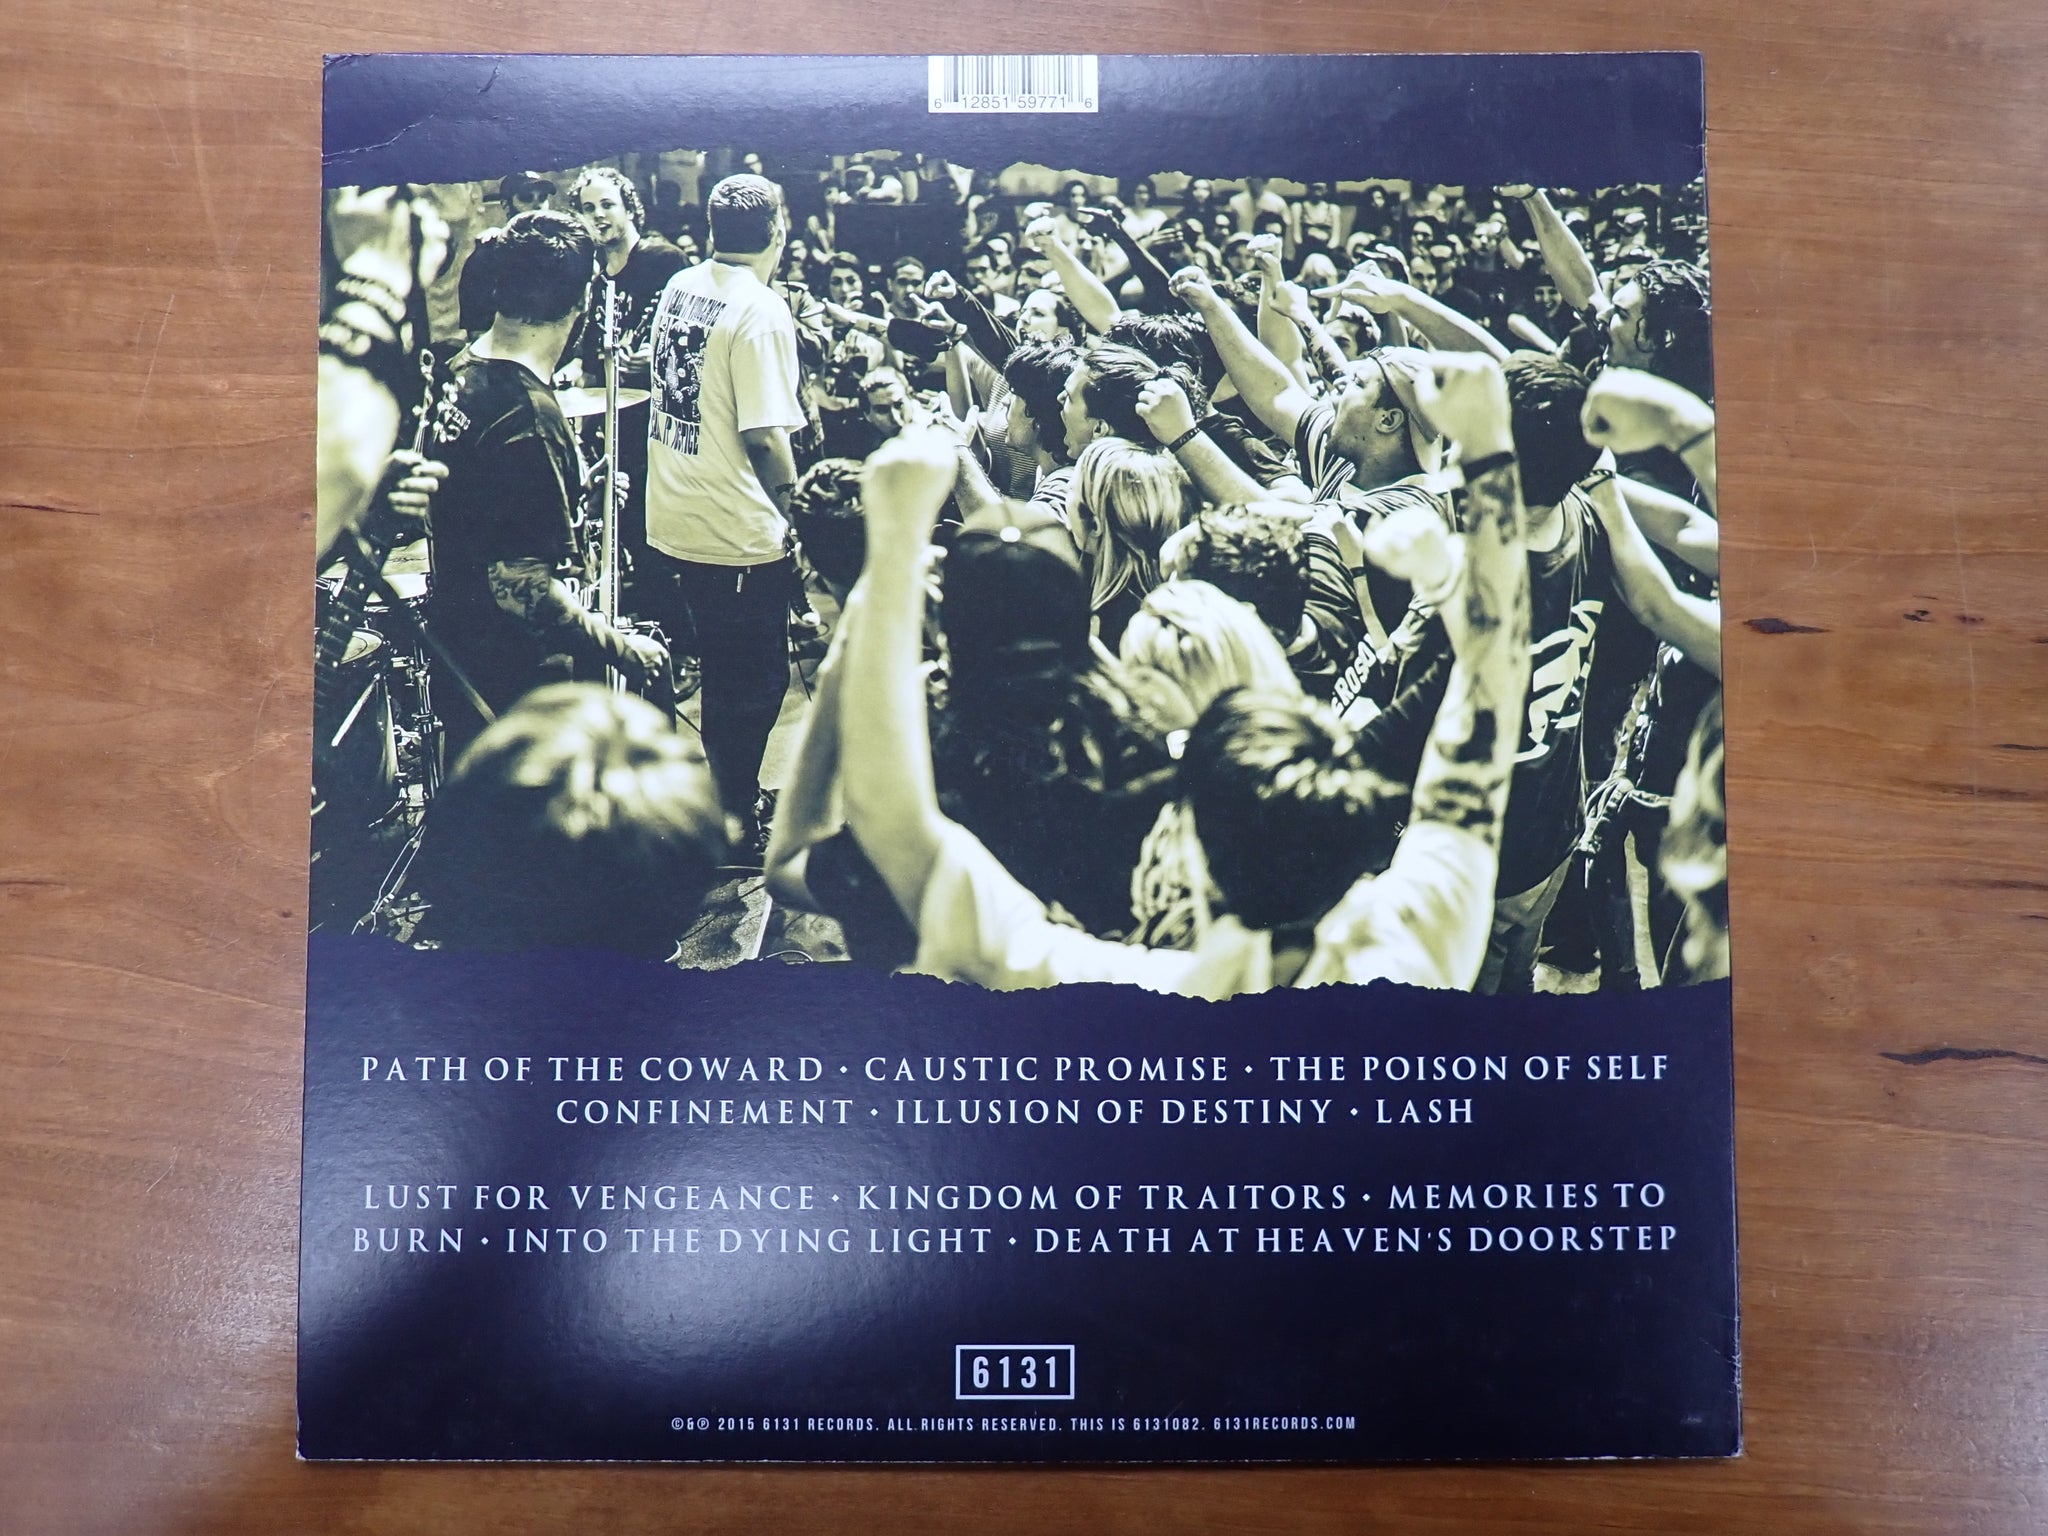 6 12851 59771 6
PATH OF THE COWARD · CAUSTIC PROMISE · THE POISON OF SELF
CONFINEMENT · ILLUSION OF DESTINY · LASH
LUST FOR VENGEANCE · KINGDOM OF TRAITORS · MEMORIES TO
BURN · INTO THE DYING LIGHT · DEATH AT HEAVEN'S DOORSTEP
6131
©&℗ 2015 6131 RECORDS. ALL RIGHTS RESERVED. THIS IS 6131082. 6131RECORDS.COM